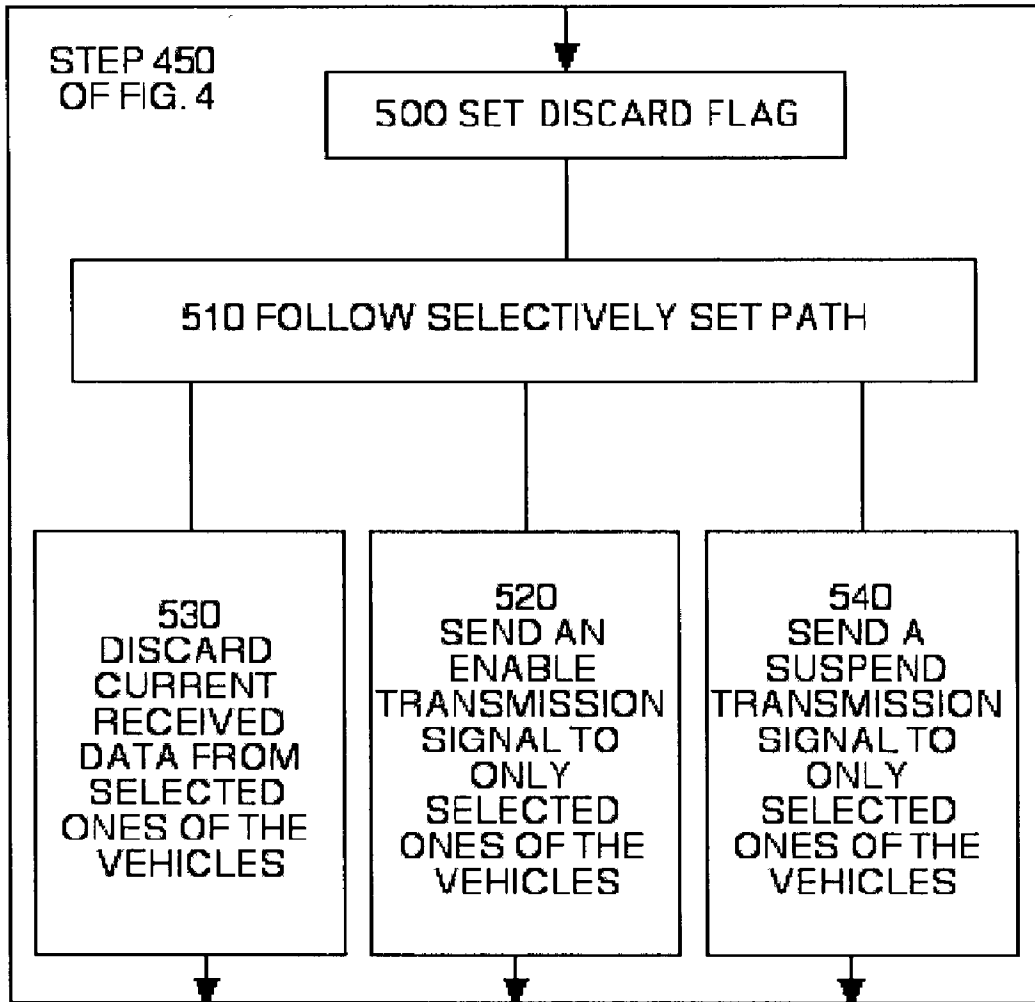 STEP 450
OF FIG. 4
500 SET DISCARD FLAG
510 FOLLOW SELECTIVELY SET PATH
530
DISCARD
CURRENT
RECEIVED
DATA FROM
SELECTED
ONES OF THE
VEHICLES
520
SEND AN
ENABLE
TRANSMISSION
SIGNAL TO
ONLY
SELECTED
ONES OF THE
VEHICLES
540
SEND A
SUSPEND
TRANSMISSION
SIGNAL TO
ONLY
SELECTED
ONES OF THE
VEHICLES